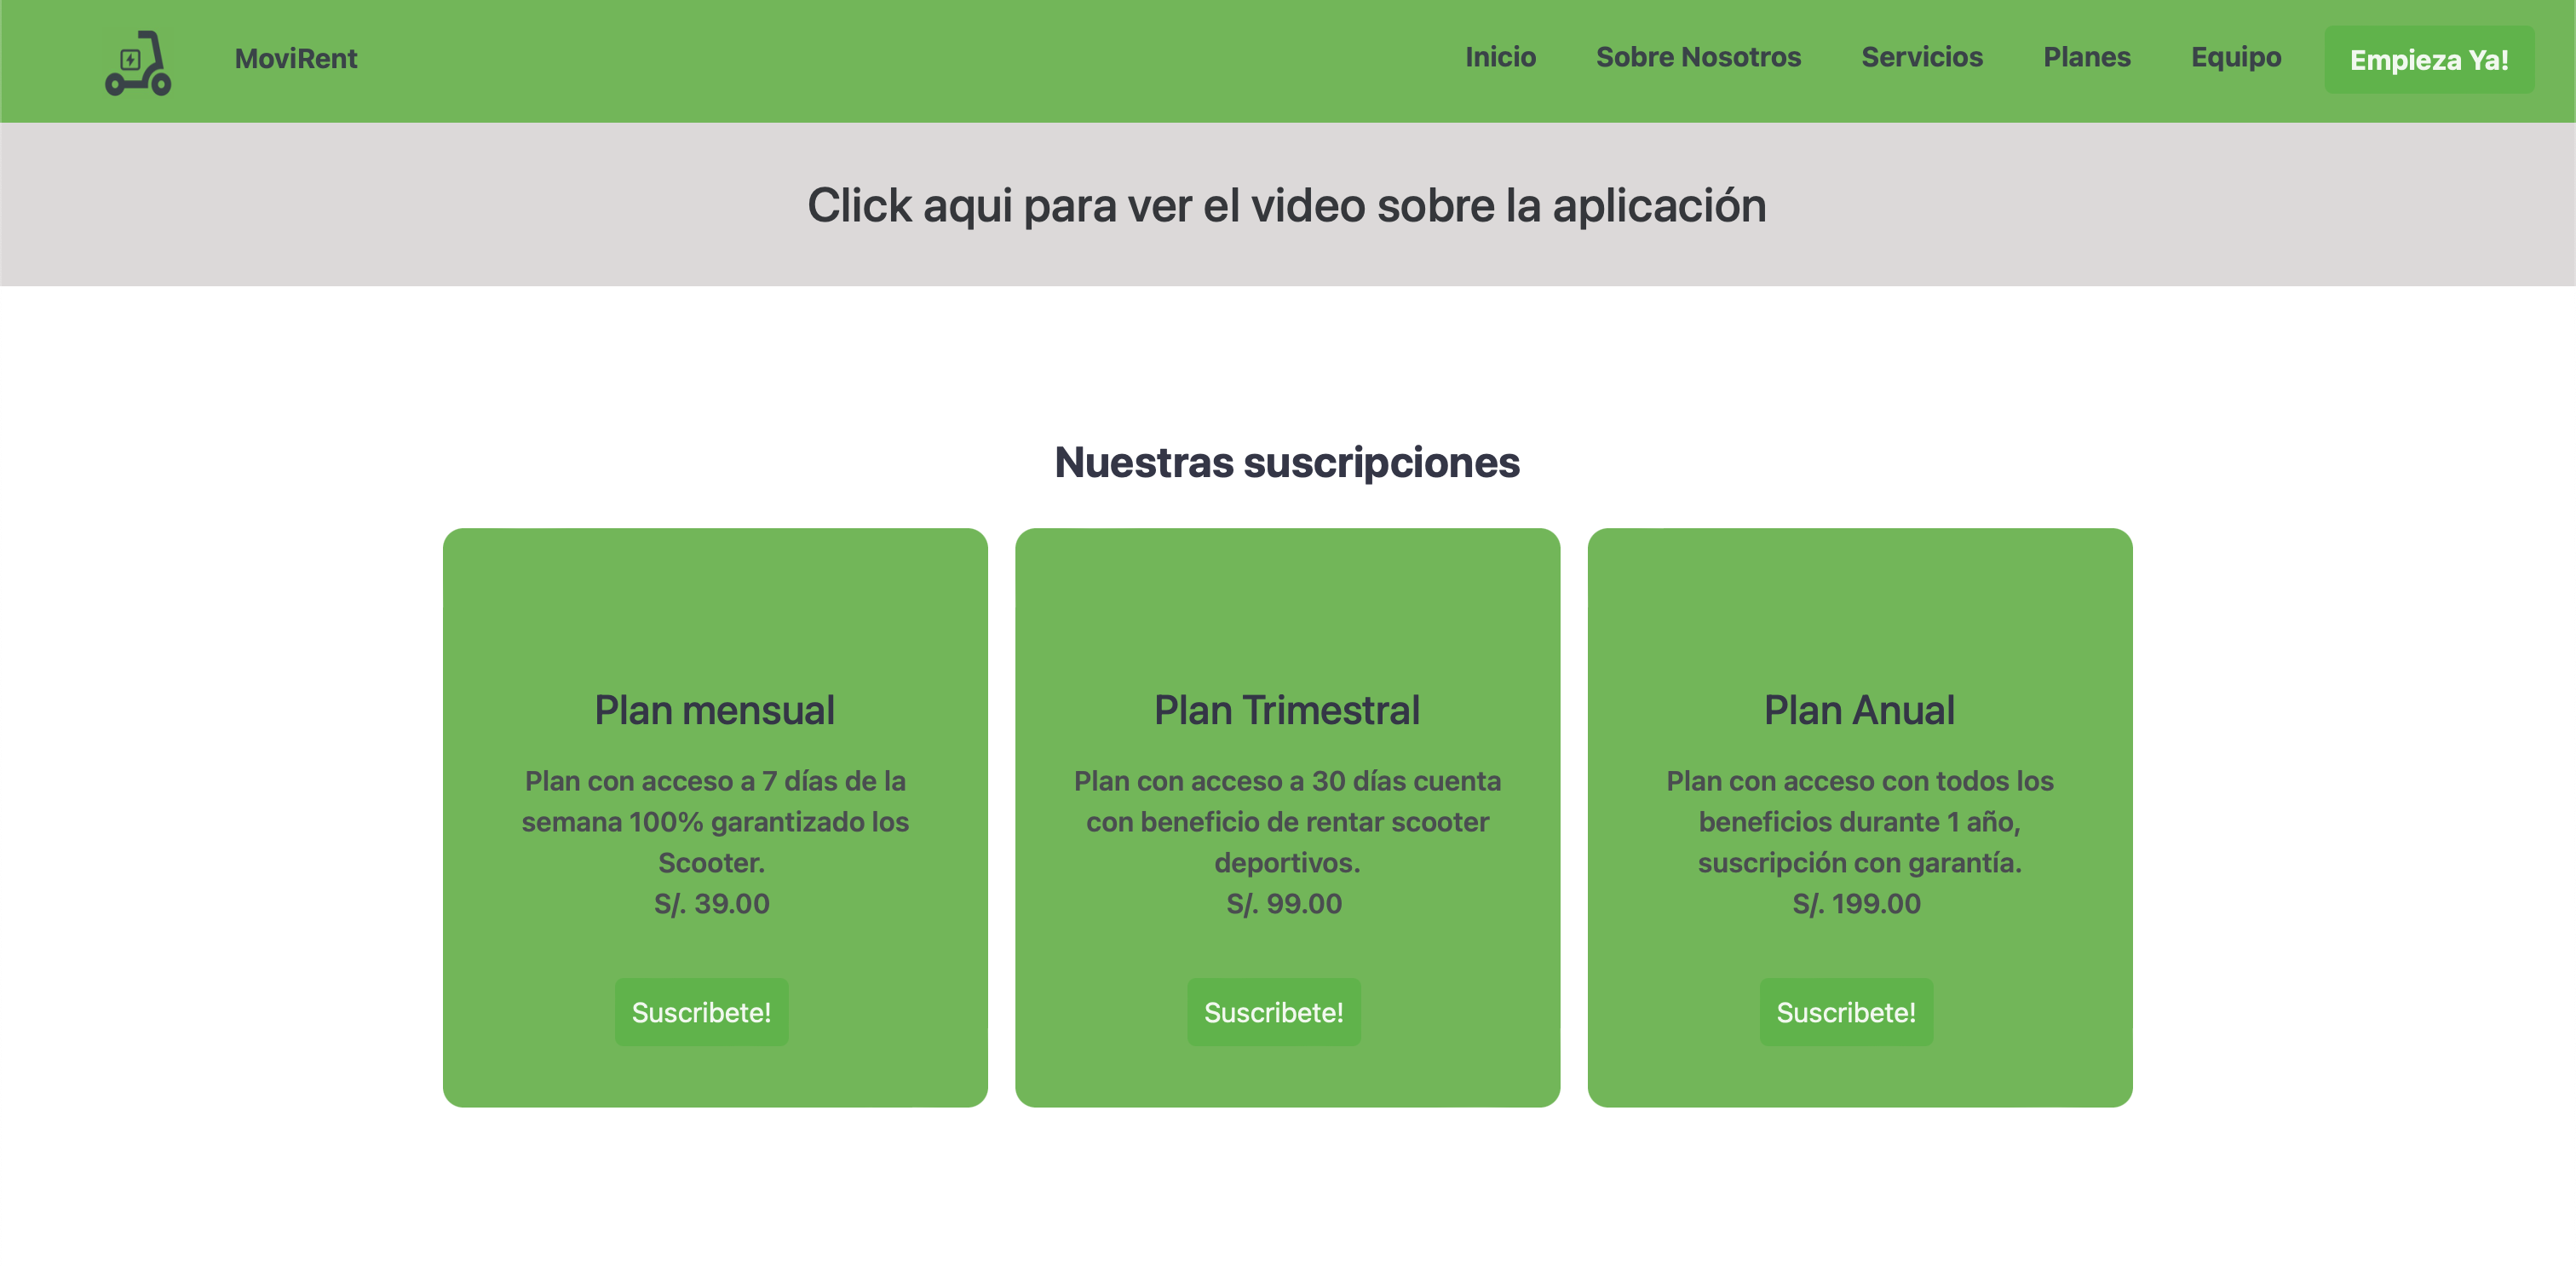 MoviRent
Inicio
Sobre Nosotros
Servicios
Planes
Equipo
Empieza Ya!
Click aqui para ver el video sobre la aplicación
Nuestras suscripciones
Plan mensual
Plan con acceso a 7 días de la
semana 100% garantizado los
Scooter.
S/. 39.00
Suscribete!
Plan Trimestral
Plan con acceso a 30 días cuenta
con beneficio de rentar scooter
deportivos.
S/. 99.00
Suscribete!
Plan Anual
Plan con acceso con todos los
beneficios durante 1 año,
suscripción con garantía.
S/. 199.00
Suscribete!